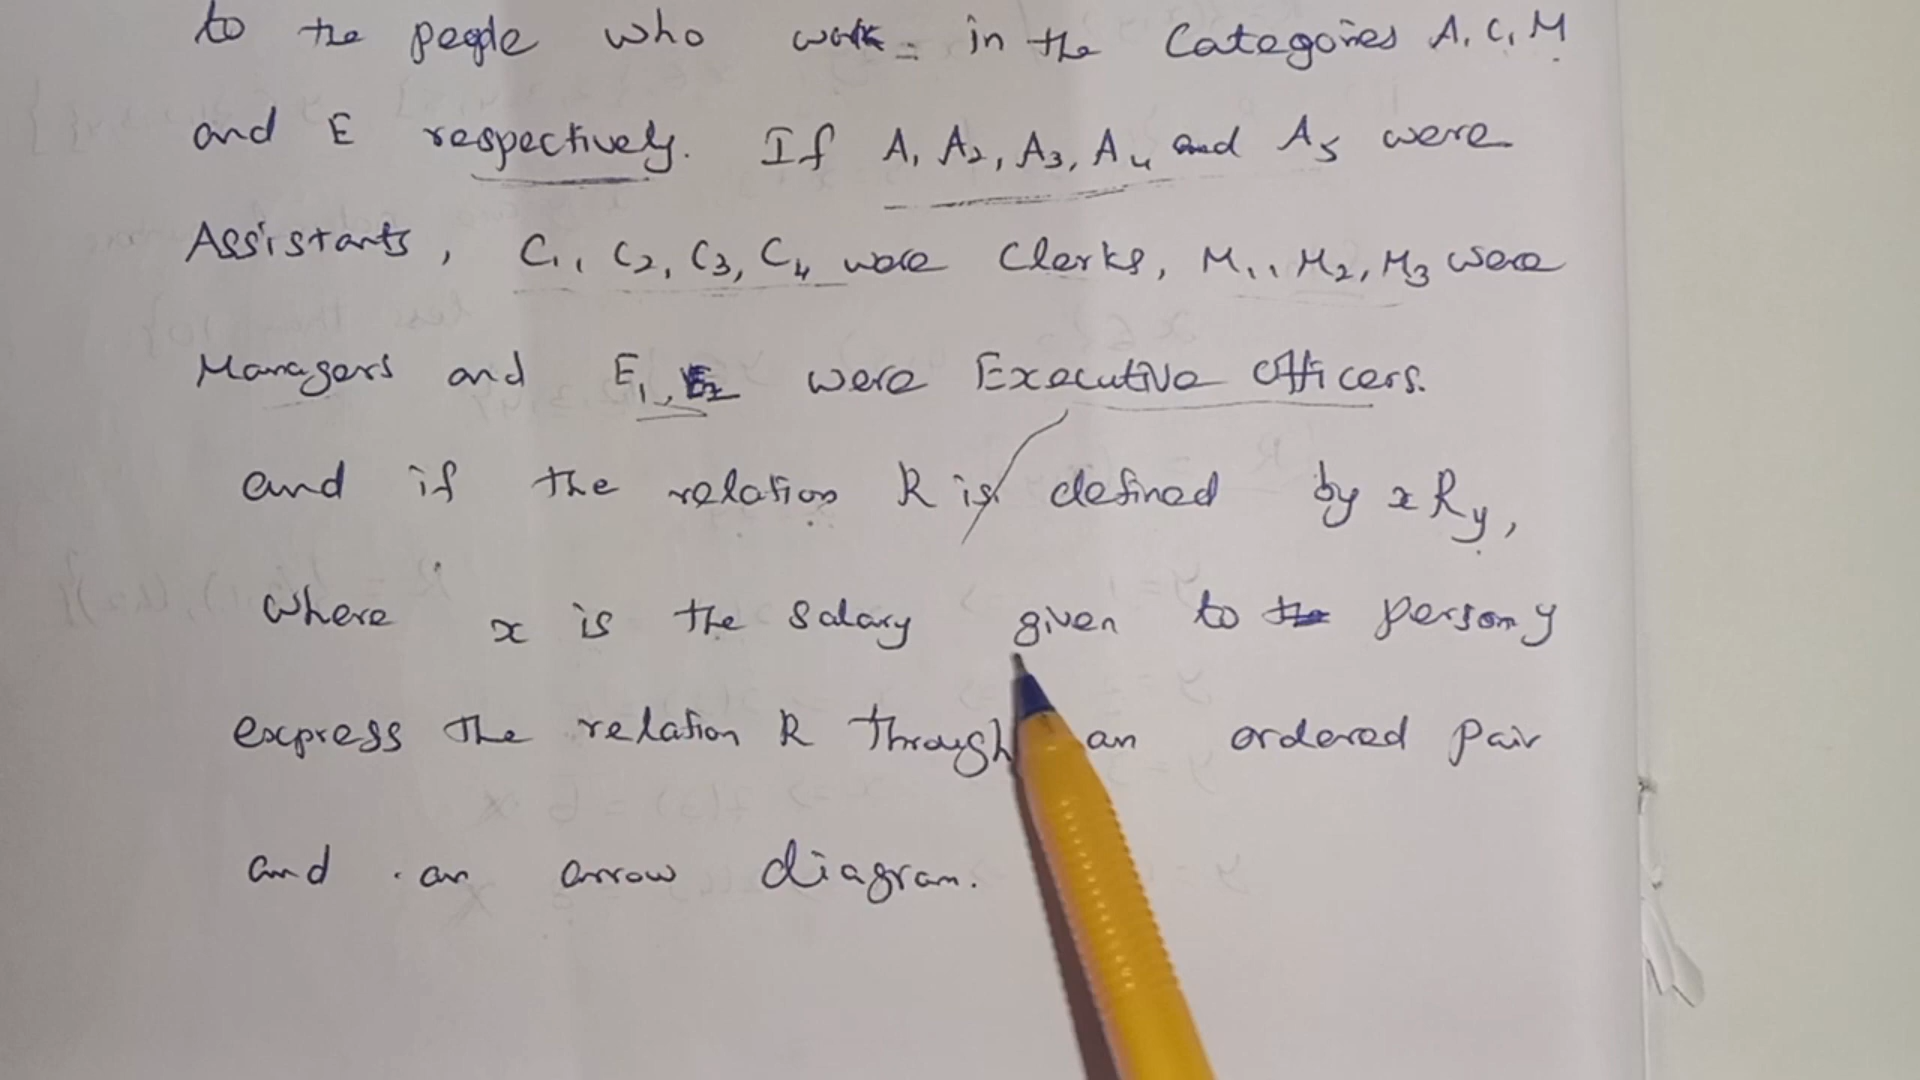 to the people who work in the Categories A, C, M
and E respectively. If A, A2, A3, A4 and A5 were
Assistants, C1, C2, C3, C4 were Clerks, M1, M2, M3 were
Managers and E1, E2 were Executive Officers.
and if the relation R is defined by xRy,
where x is the salary given to the person y
express the relation R through an ordered pair
and an arrow diagram.